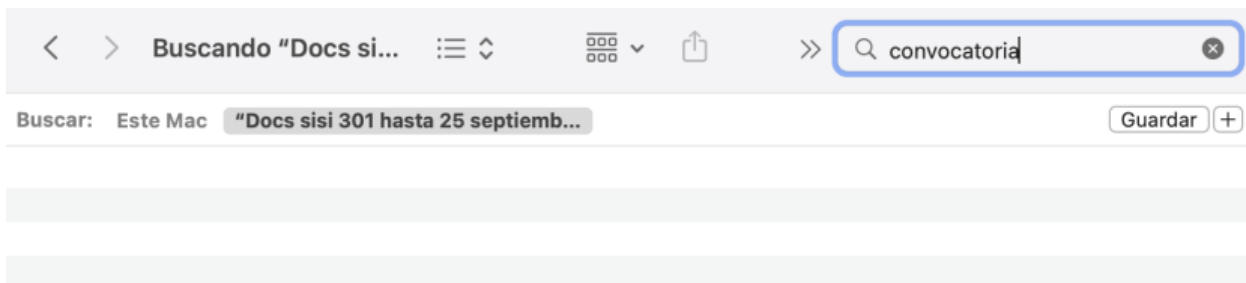 Buscando “Docs si... convocatoria
Buscar: Este Mac “Docs sisi 301 hasta 25 septiemb... Guardar +